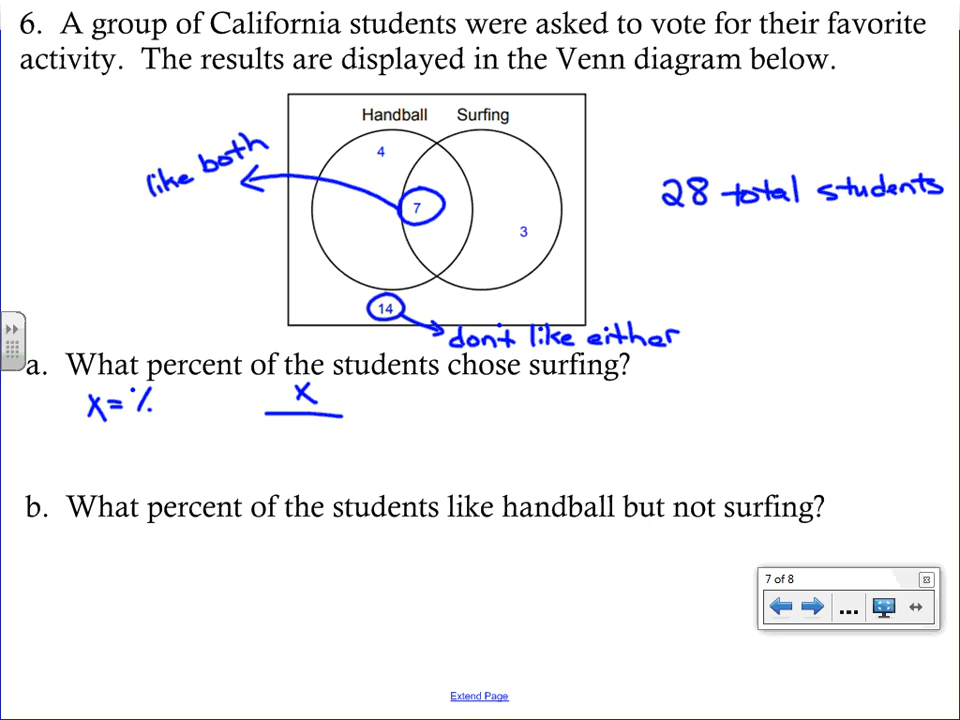 6. A group of California students were asked to vote for their favorite
activity. The results are displayed in the Venn diagram below.
Handball Surfing
4
like both
7
28 total students
3
14
don't like either
a. What percent of the students chose surfing?
x = %
x
b. What percent of the students like handball but not surfing?
7 of 8
...
Extend Page